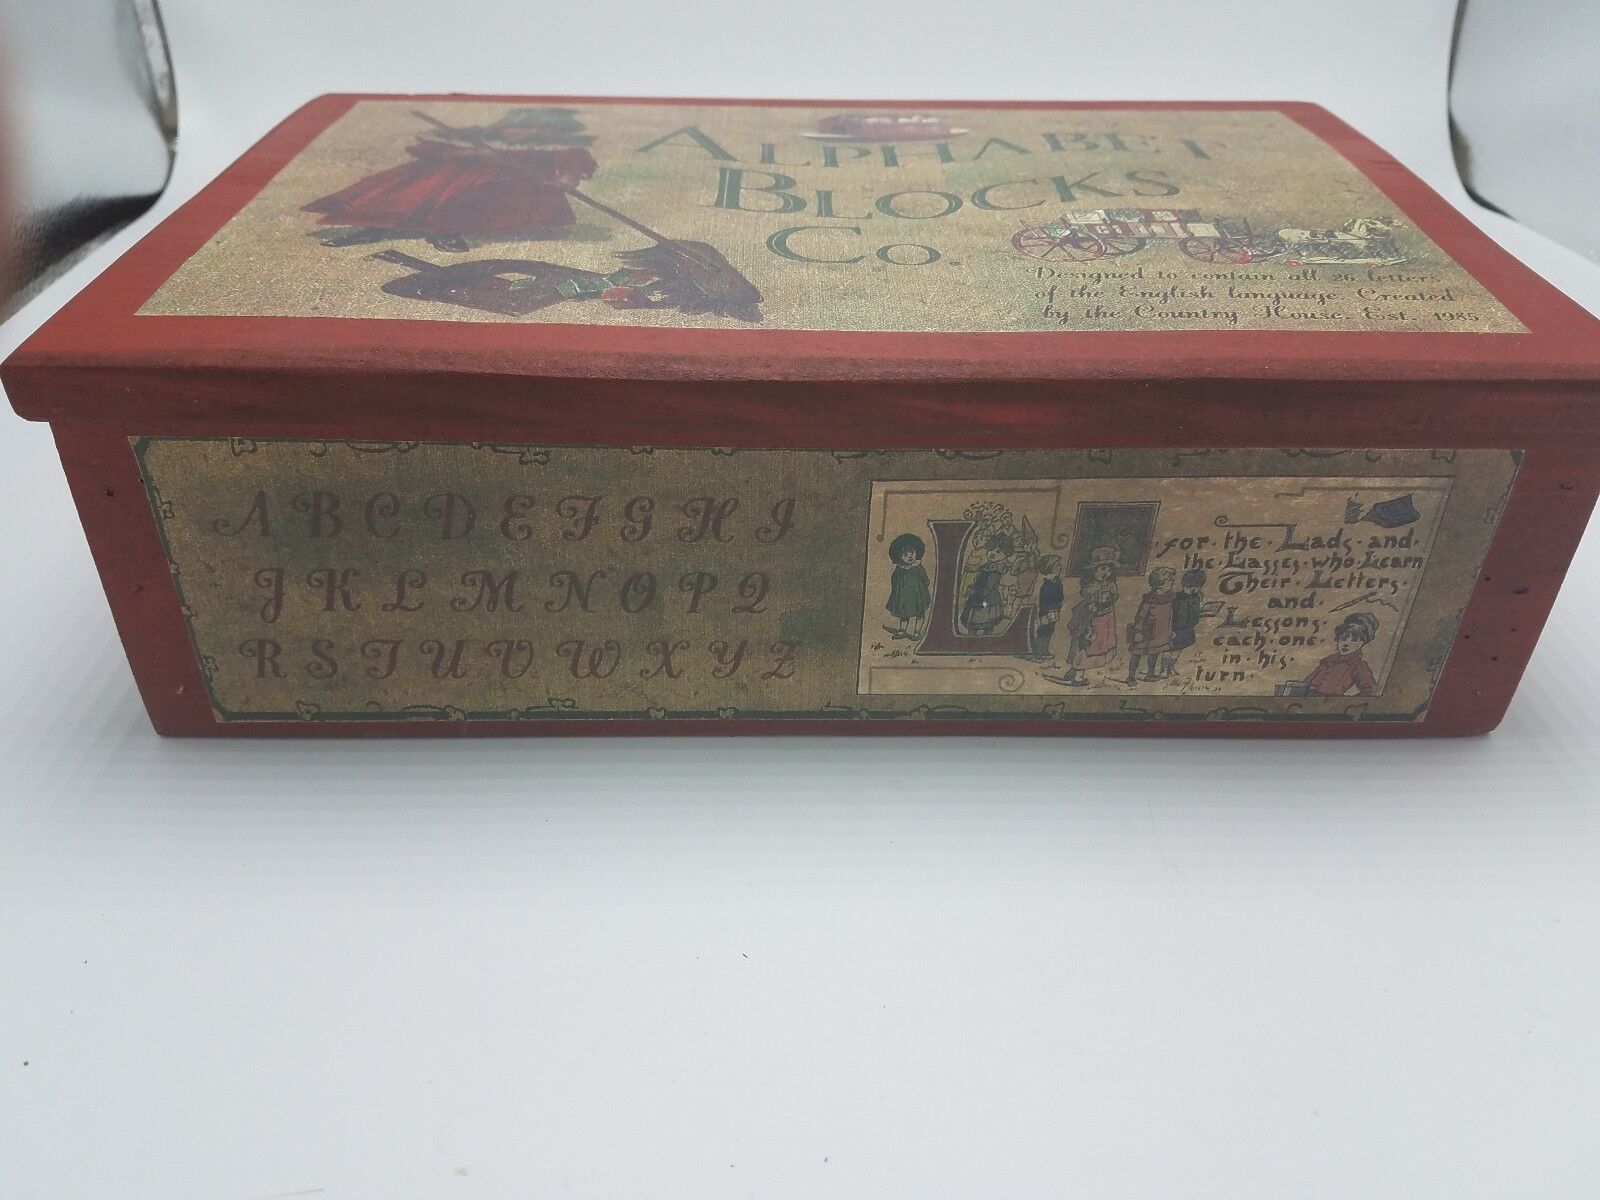 ALPHABET
BLOCKS
CO.
Designed to contain all 26 letters
of the English language. Created
by the Country House. Est. 1985
A B C D E F G H I
J K L M N O P Q
R S T U V W X Y Z
L
for · the · Lads · and ·
the · Lasses · who · Learn
Their · Letters ·
and ·
Lessons ·
each · one ·
in · his ·
turn ·